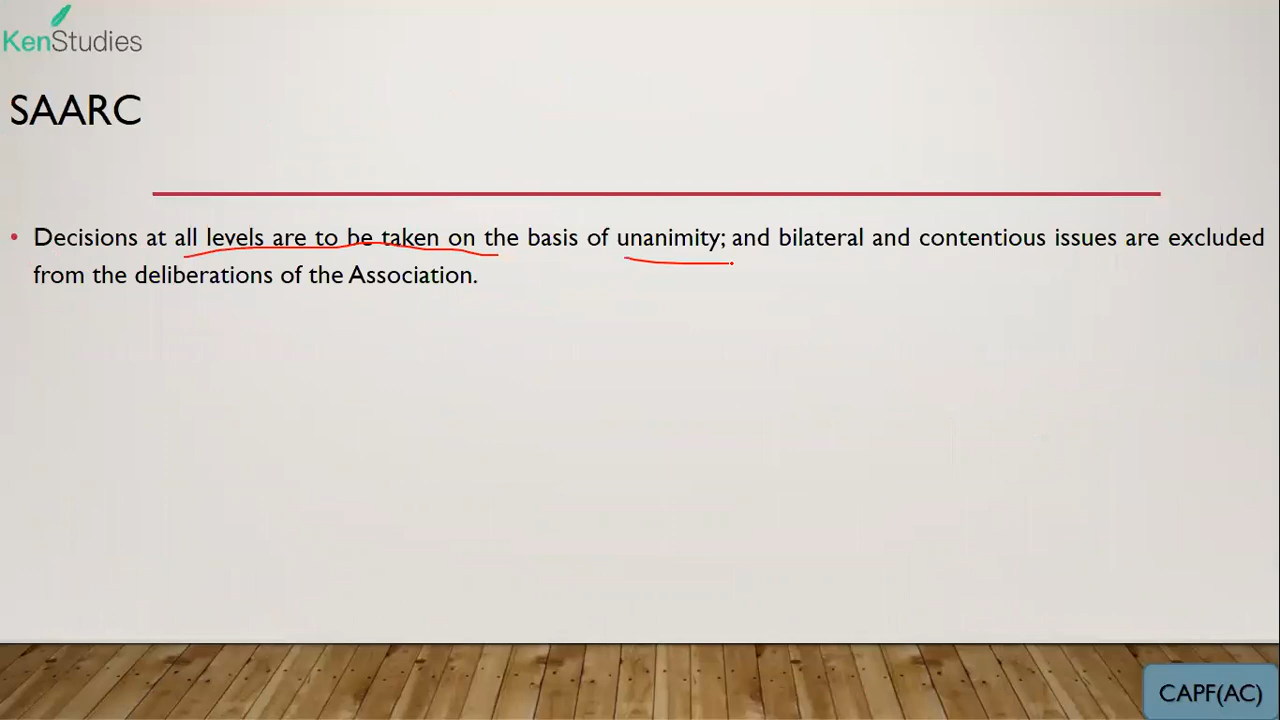 KenStudies
SAARC
• Decisions at all levels are to be taken on the basis of unanimity; and bilateral and contentious issues are excluded
from the deliberations of the Association.
CAPF(AC)